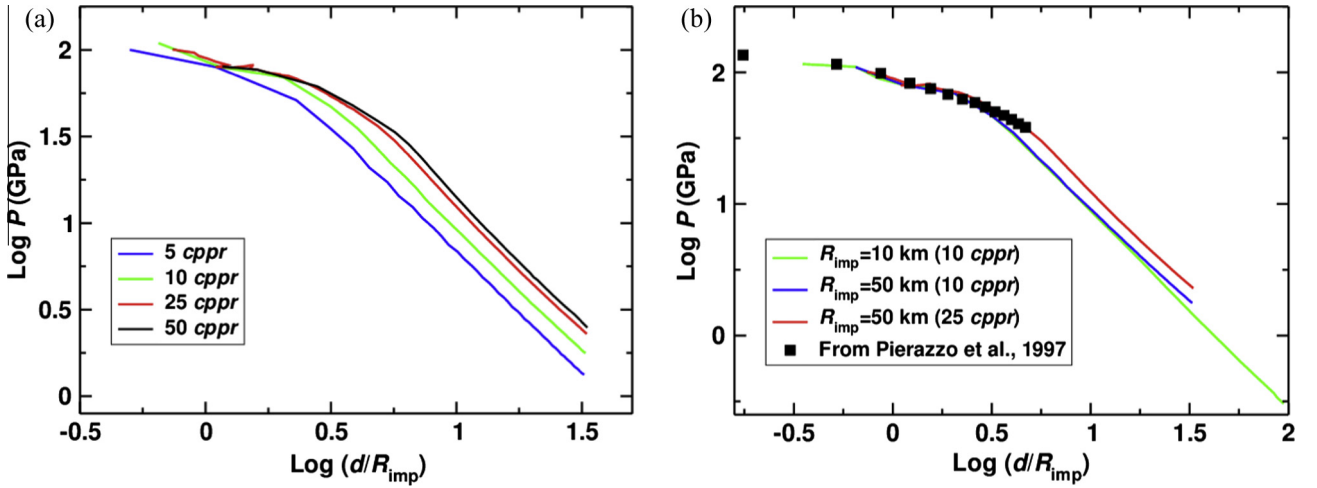 (a)
2
1.5
1
0.5
0
Log P (GPa)
5 cppr
10 cppr
25 cppr
50 cppr
-0.5 0 0.5 1 1.5
Log (d/Rimp)
(b)
2
1
0
Log P (GPa)
Rimp=10 km (10 cppr)
Rimp=50 km (10 cppr)
Rimp=50 km (25 cppr)
From Pierazzo et al., 1997
-0.5 0 0.5 1 1.5 2
Log (d/Rimp)